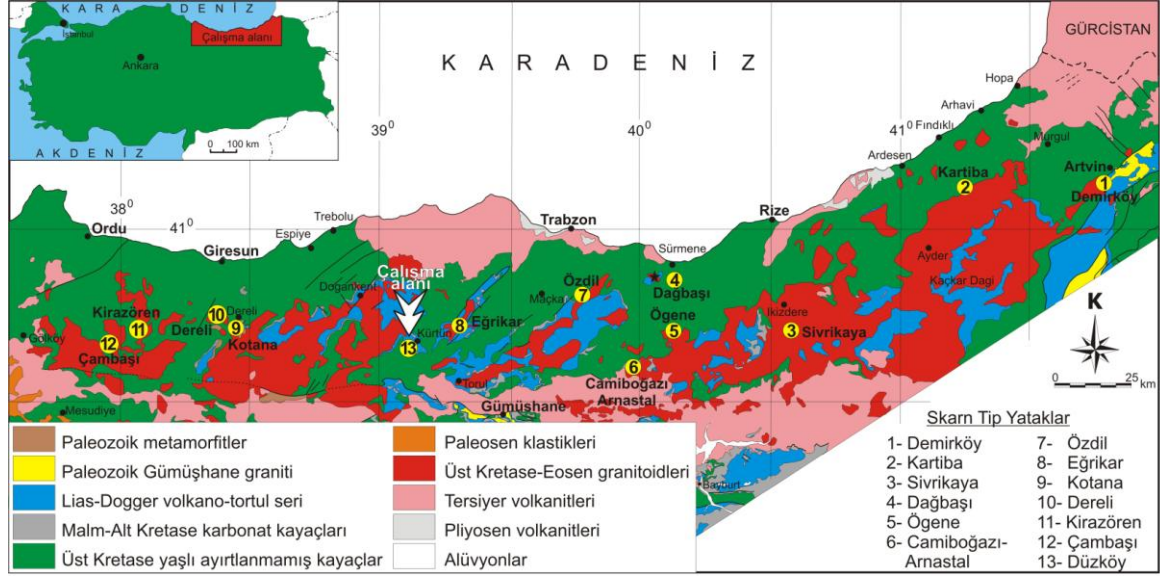 K A R A D E N İ Z
İstanbul
Çalışma alanı
Ankara
0 100 km
A K D E N İ Z
K A R A D E N İ Z
GÜRCİSTAN
Hopa
Arhavi
Fındıklı
Ardesen
Murgul
Artvin
1
Demirköy
Kartiba
2
39⁰
40⁰
41⁰
38⁰
41⁰
Ordu
Giresun
Espiye
Trebolu
Trabzon
Sürmene
Rize
Ayder
Kaçkar Dagi
Doğankent
Çalışma
alanı
Maçka
Özdil
7
4
Dağbaşı
İkizdere
3 Sivrikaya
Ögene
5
8 Eğrikar
Kürtün
13
Kirazören
11
10 Dereli
Dereli 9
Kotana
Gölköy
12
Çambaşı
Mesudiye
Torul
6
Camiboğazı
Arnastal
Gümüşhane
Bayburt
K
0 25
km
Paleozoik metamorfitler
Paleozoik Gümüşhane graniti
Lias-Dogger volkano-tortul seri
Malm-Alt Kretase karbonat kayaçları
Üst Kretase yaşlı ayırtlanmamış kayaçlar
Paleosen klastikleri
Üst Kretase-Eosen granitoidleri
Tersiyer volkanitleri
Pliyosen volkanitleri
Alüvyonlar
Skarn Tip Yataklar
1- Demirköy
2- Kartiba
3- Sivrikaya
4- Dağbaşı
5- Ögene
6- Camiboğazı-
Arnastal
7- Özdil
8- Eğrikar
9- Kotana
10- Dereli
11- Kirazören
12- Çambaşı
13- Düzköy